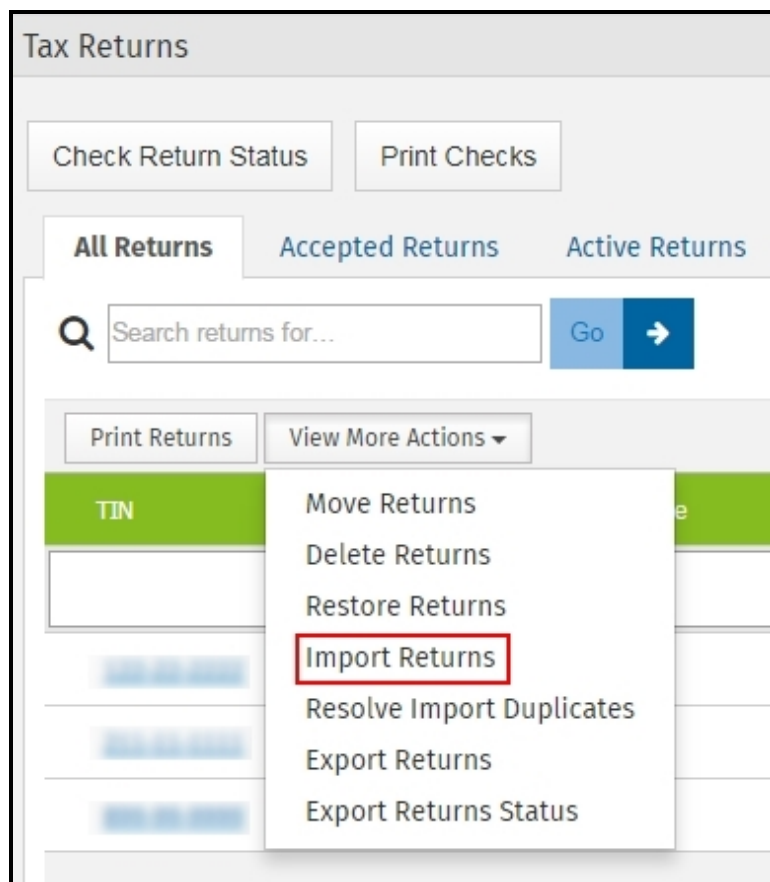 Tax Returns
Check Return Status Print Checks
All Returns Accepted Returns Active Returns
Search returns for... Go
Print Returns View More Actions
TIN e
Move Returns
Delete Returns
Restore Returns
Import Returns
Resolve Import Duplicates
Export Returns
Export Returns Status